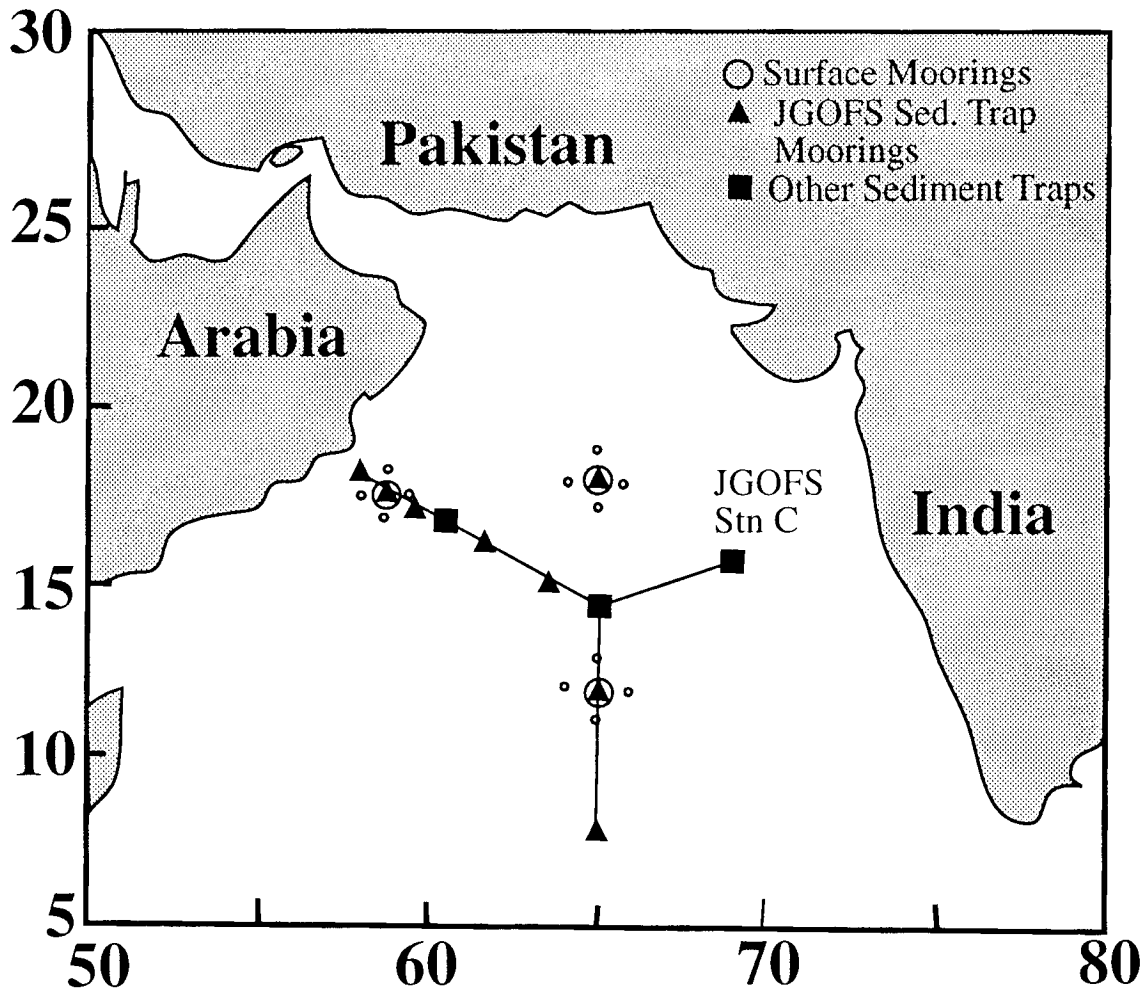 30
Surface Moorings
JGOFS Sed. Trap
Moorings
Other Sediment Traps
Pakistan
25
Arabia
20
JGOFS
Stn C
India
15
10
5
50 60 70 80